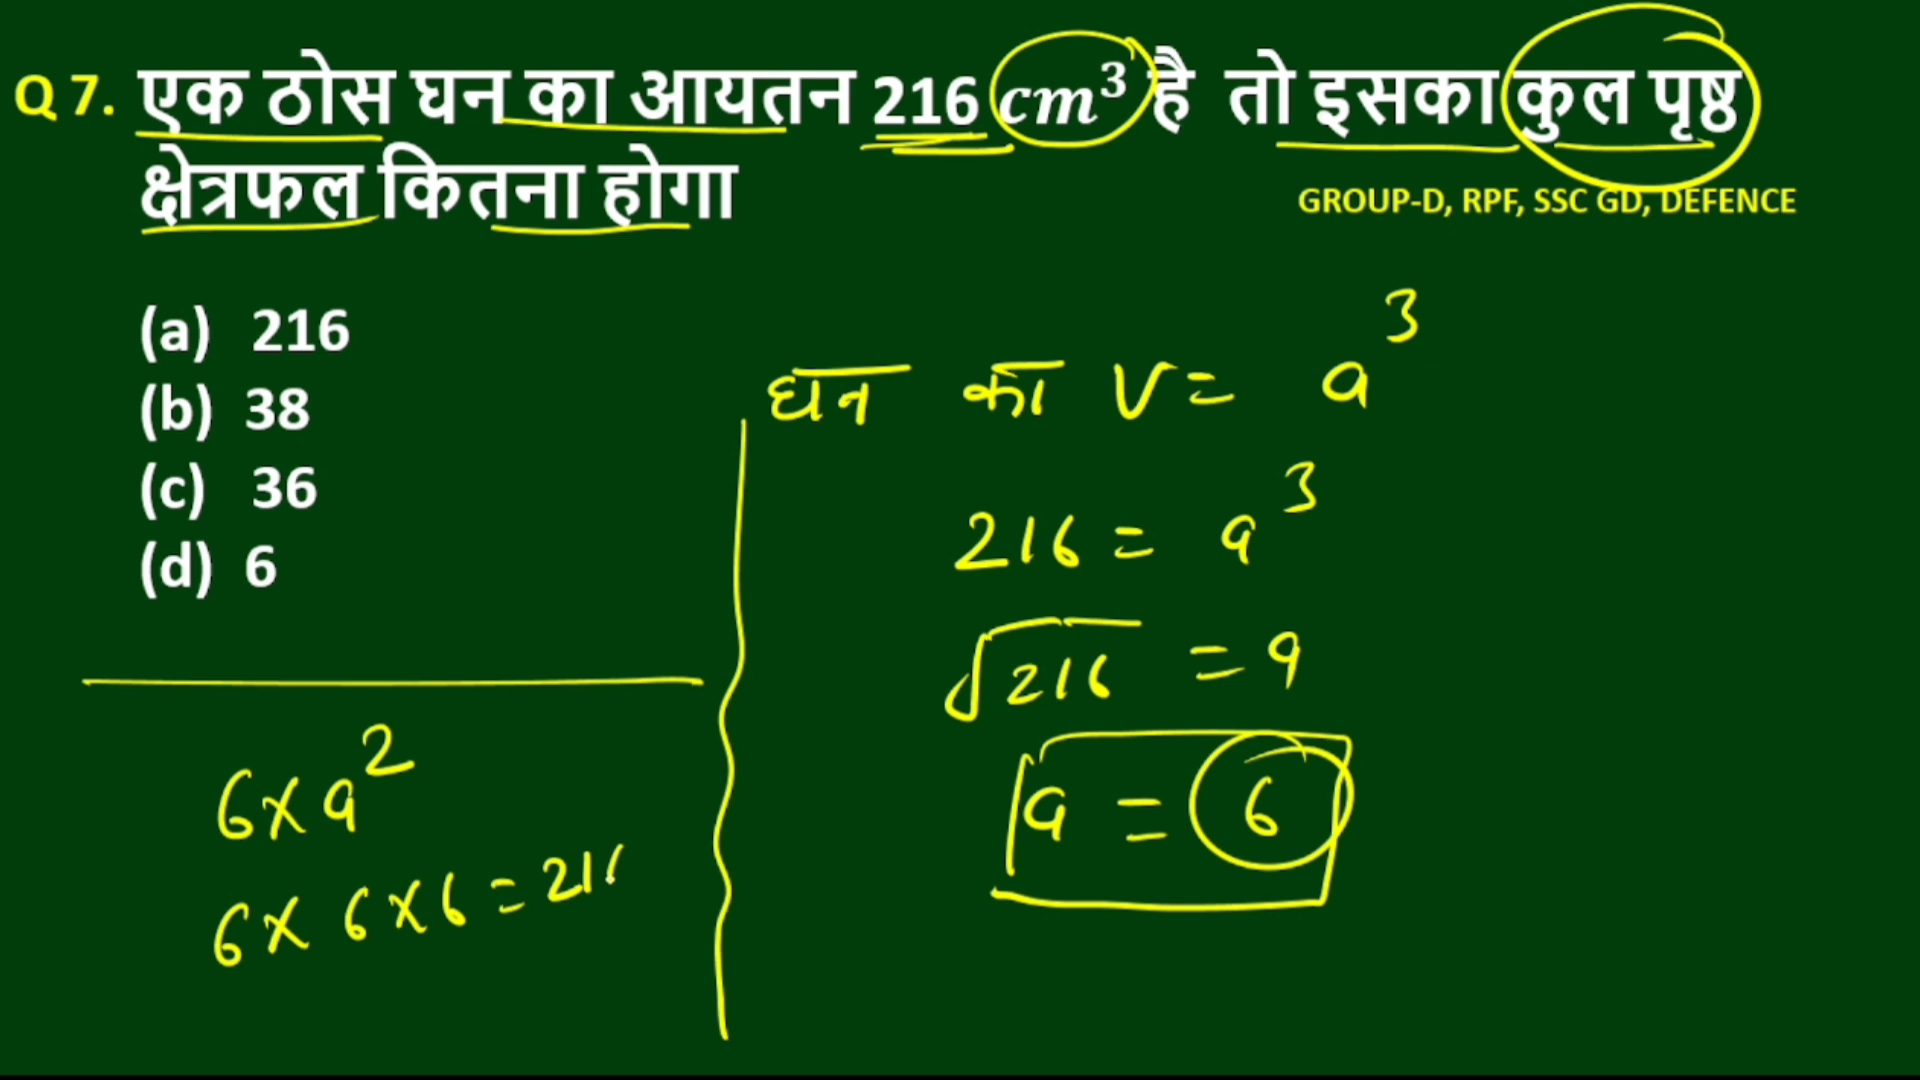 Q 7. एक ठोस घन का आयतन 216 cm³ है तो इसका कुल पृष्ठ
क्षेत्रफल कितना होगा
GROUP-D, RPF, SSC GD, DEFENCE
(a) 216
(b) 38
(c) 36
(d) 6
घन का V = a³
216 = a³
√216 = a
a = 6
6×a²
6×6×6=216